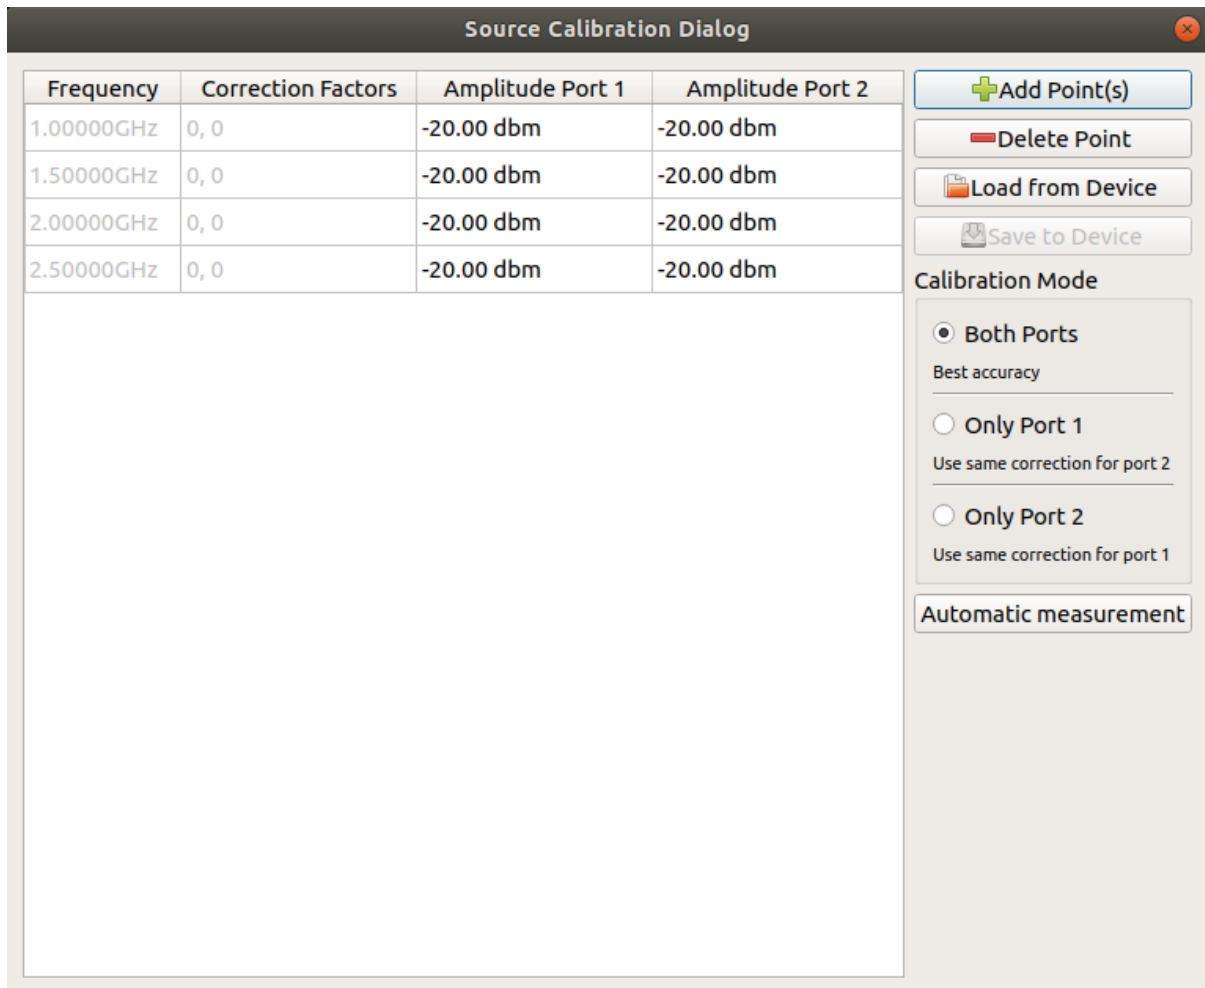 Source Calibration Dialog
Frequency Correction Factors Amplitude Port 1 Amplitude Port 2
1.00000GHz 0, 0 -20.00 dbm -20.00 dbm
1.50000GHz 0, 0 -20.00 dbm -20.00 dbm
2.00000GHz 0, 0 -20.00 dbm -20.00 dbm
2.50000GHz 0, 0 -20.00 dbm -20.00 dbm
Add Point(s)
Delete Point
Load from Device
Save to Device
Calibration Mode
Both Ports
Best accuracy
Only Port 1
Use same correction for port 2
Only Port 2
Use same correction for port 1
Automatic measurement